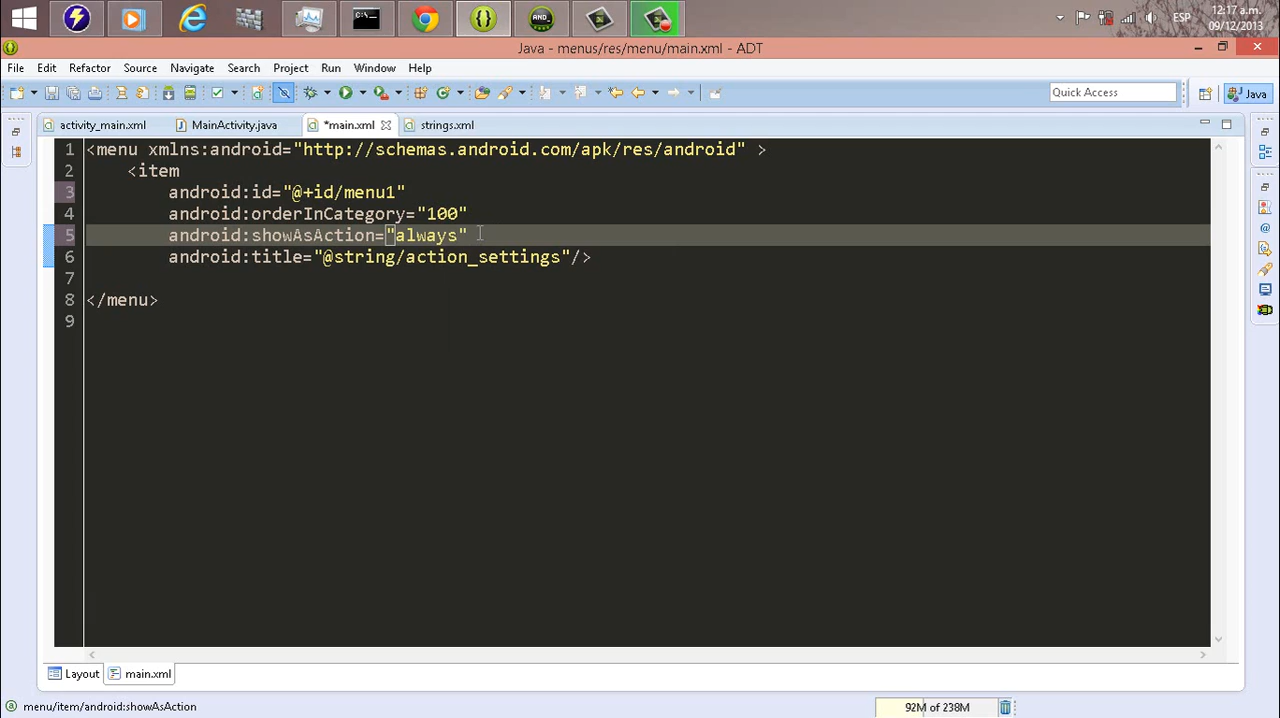 AND_
ESP
12:17 a.m.
09/12/2013
Java - menus/res/menu/main.xml - ADT
File Edit Refactor Source Navigate Search Project Run Window Help
Quick Access
Java
activity_main.xml
MainActivity.java
*main.xml
strings.xml
1 <menu xmlns:android="http://schemas.android.com/apk/res/android" >
2 <item
3 android:id="@+id/menu1"
4 android:orderInCategory="100"
5 android:showAsAction="always"
6 android:title="@string/action_settings"/>
7
8 </menu>
9
Layout
main.xml
menu/item/android:showAsAction
92M of 238M